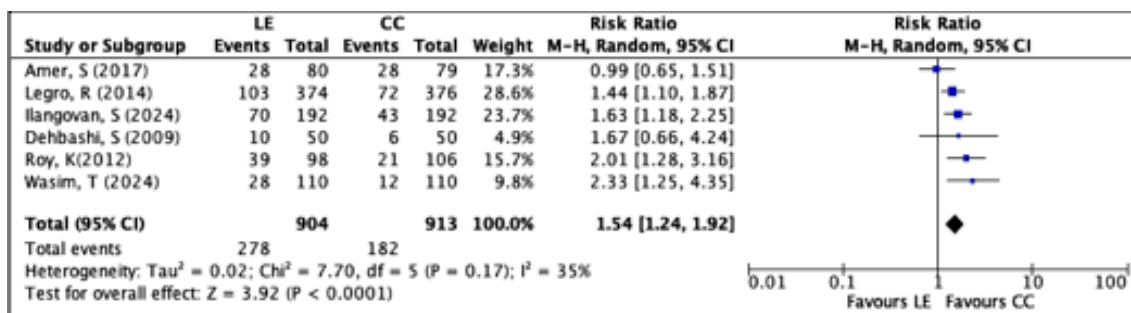 LE CC Risk Ratio Risk Ratio
Study or Subgroup Events Total Events Total Weight M-H, Random, 95% CI M-H, Random, 95% CI
Amer, S (2017) 28 80 28 79 17.3% 0.99 [0.65, 1.51]
Legro, R (2014) 103 374 72 376 28.6% 1.44 [1.10, 1.87]
Ilangovan, S (2024) 70 192 43 192 23.7% 1.63 [1.18, 2.25]
Dehbashi, S (2009) 10 50 6 50 4.9% 1.67 [0.66, 4.24]
Roy, K(2012) 39 98 21 106 15.7% 2.01 [1.28, 3.16]
Wasim, T (2024) 28 110 12 110 9.8% 2.33 [1.25, 4.35]
Total (95% CI) 904 913 100.0% 1.54 [1.24, 1.92]
Total events 278 182
Heterogeneity: Tau² = 0.02; Chi² = 7.70, df = 5 (P = 0.17); I² = 35%
Test for overall effect: Z = 3.92 (P < 0.0001)
0.01 0.1 1 10 100
Favours LE Favours CC